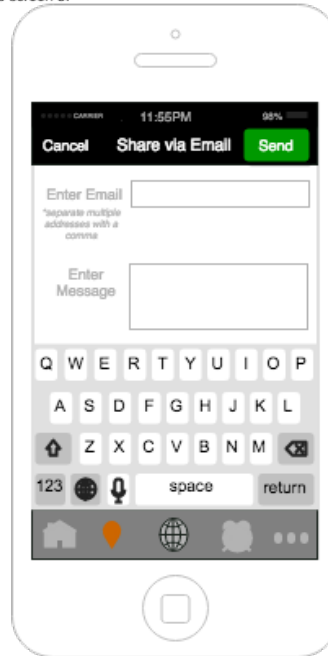 CARRIER 11:55PM 98%
Cancel Share via Email Send
Enter Email
*separate multiple
addresses with a
comma
Enter
Message
Q W E R T Y U I O P
A S D F G H J K L
Z X C V B N M
123 space return